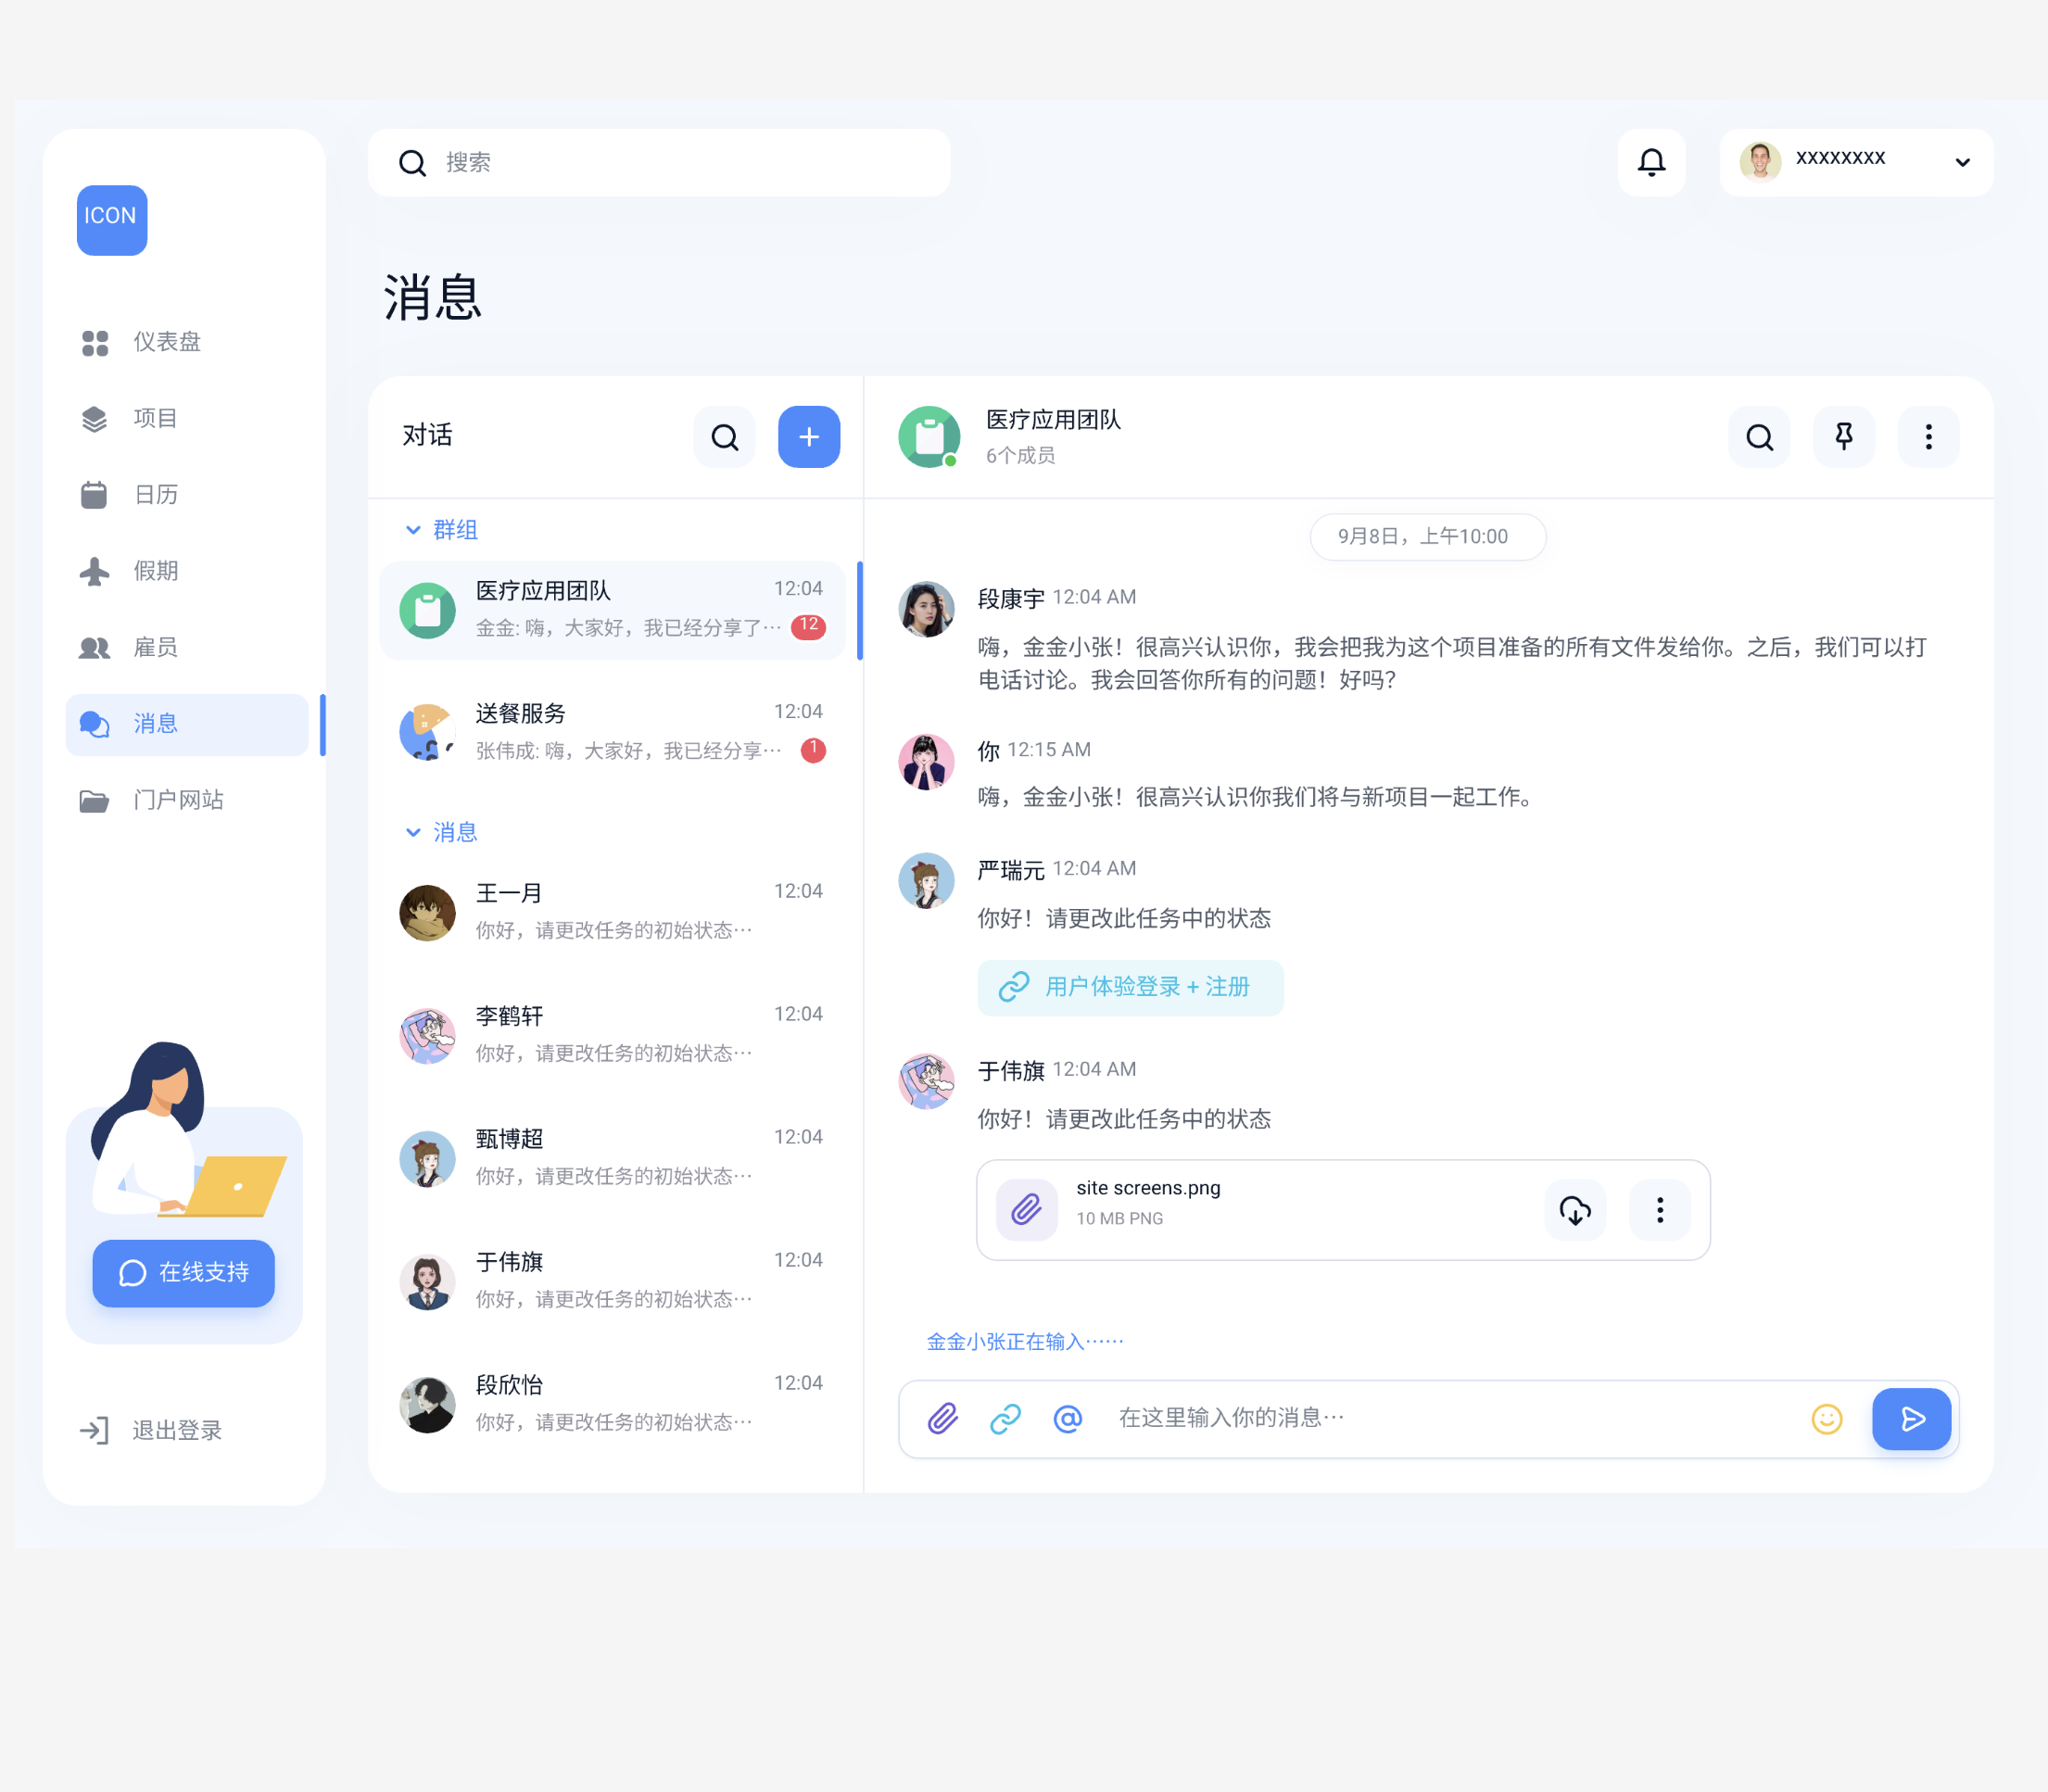 ICON
仪表盘
项目
日历
假期
雇员
消息
门户网站
在线支持
退出登录
搜索
xxxxxxxx
消息
对话
群组
医疗应用团队 12:04
金金: 嗨，大家好，我已经分享了… 12
送餐服务 12:04
张伟成: 嗨，大家好，我已经分享… 1
消息
王一月 12:04
你好，请更改任务的初始状态…
李鹤轩 12:04
你好，请更改任务的初始状态…
甄博超 12:04
你好，请更改任务的初始状态…
于伟旗 12:04
你好，请更改任务的初始状态…
段欣怡 12:04
你好，请更改任务的初始状态…
医疗应用团队
6个成员
9月8日，上午10:00
段康宇 12:04 AM
嗨，金金小张！很高兴认识你，我会把我为这个项目准备的所有文件发给你。之后，我们可以打
电话讨论。我会回答你所有的问题！好吗？
你 12:15 AM
嗨，金金小张！很高兴认识你我们将与新项目一起工作。
严瑞元 12:04 AM
你好！请更改此任务中的状态
用户体验登录 + 注册
于伟旗 12:04 AM
你好！请更改此任务中的状态
site screens.png
10 MB PNG
金金小张正在输入……
在这里输入你的消息…